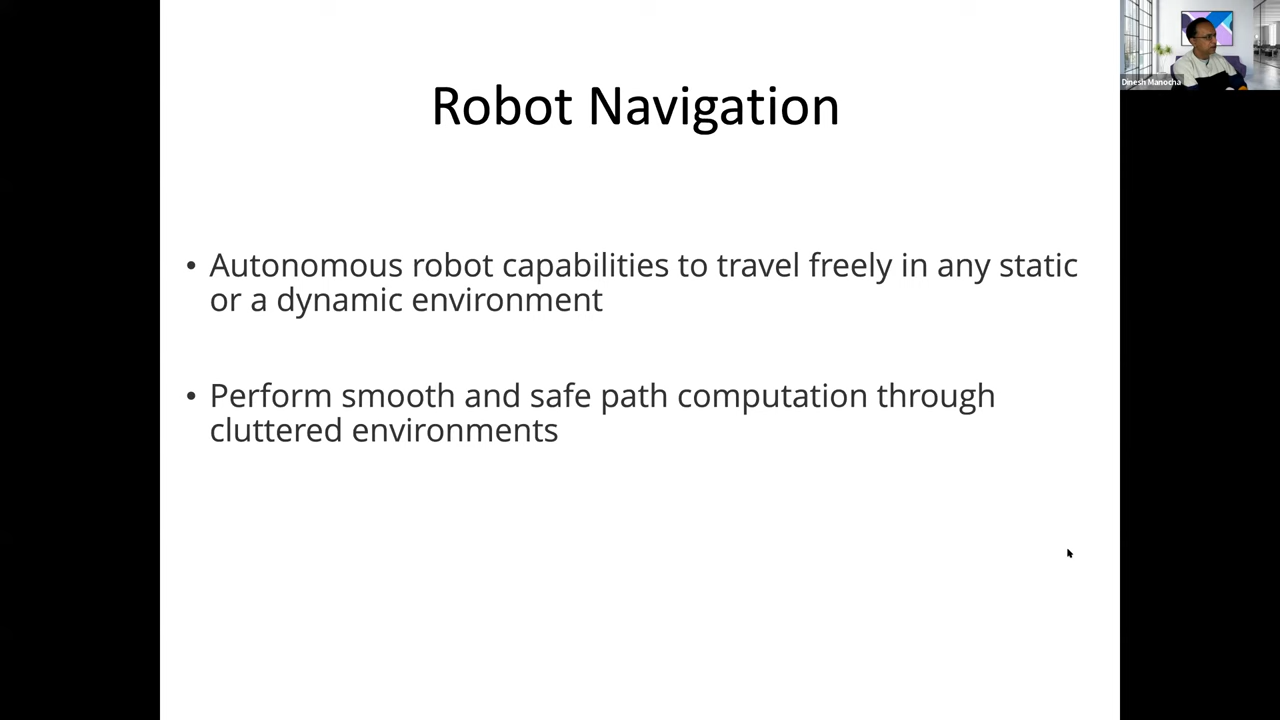 Robot Navigation
• Autonomous robot capabilities to travel freely in any static
or a dynamic environment
• Perform smooth and safe path computation through
cluttered environments
Dinesh Manocha